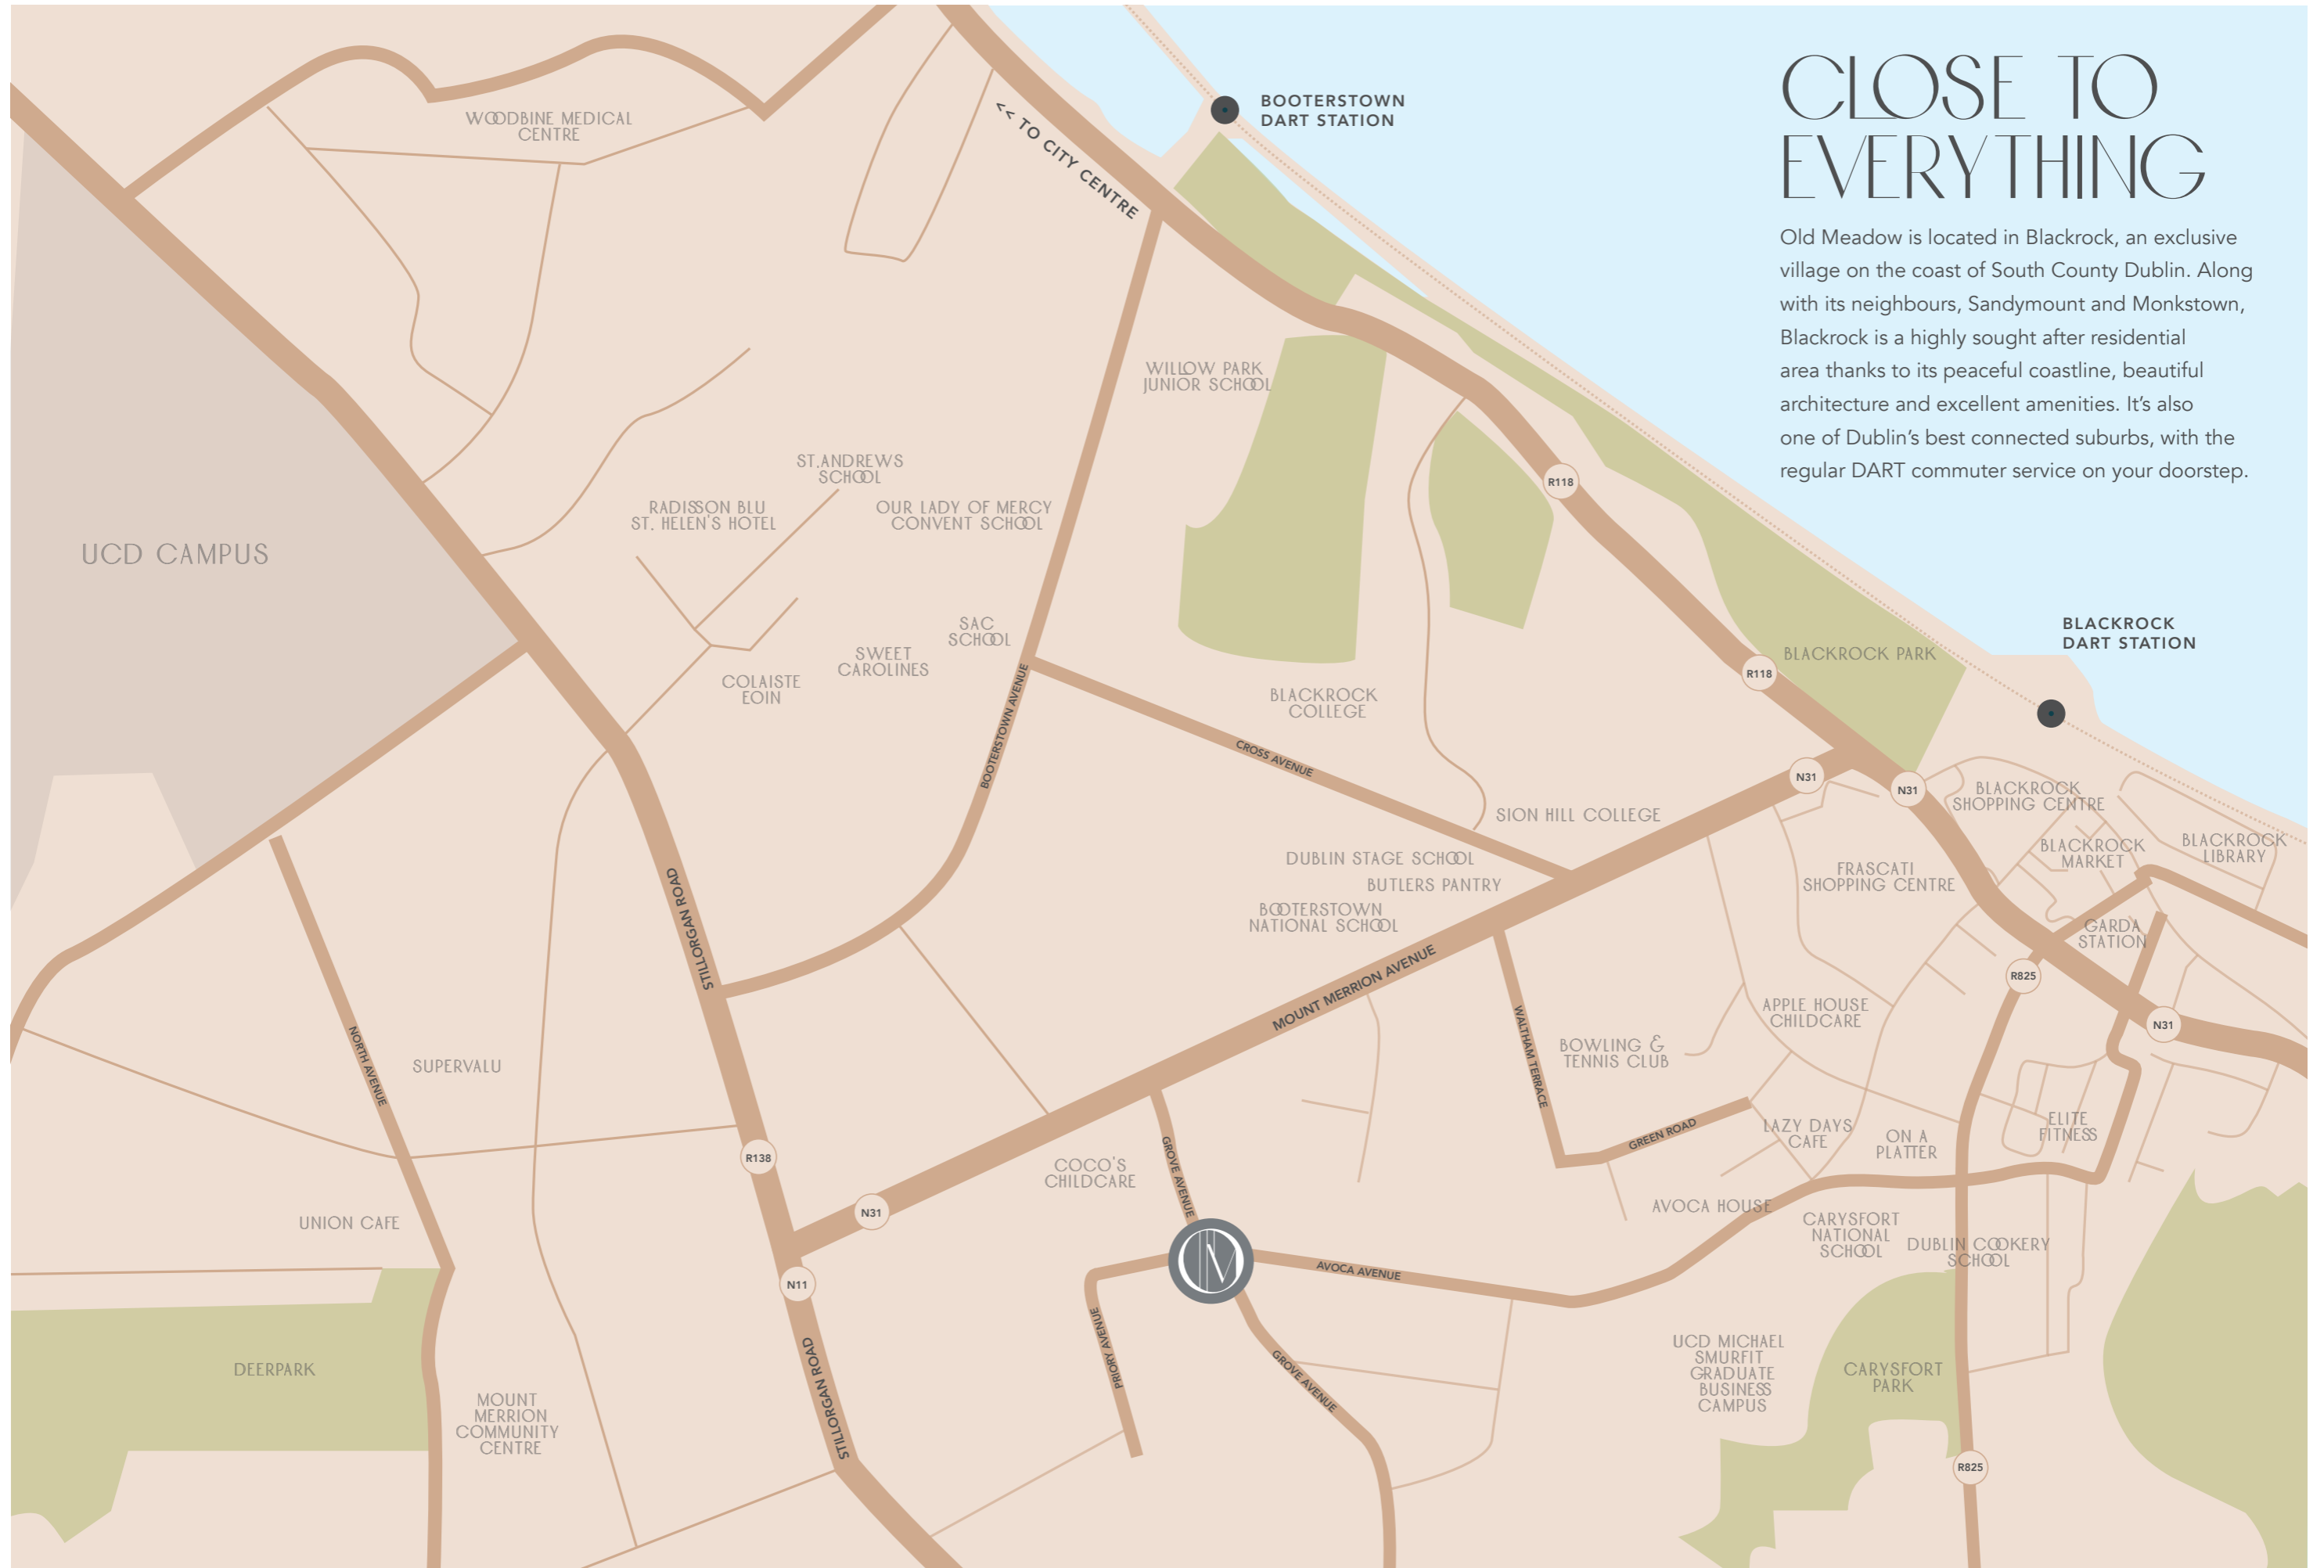 CLOSE TO
EVERYTHING
Old Meadow is located in Blackrock, an exclusive
village on the coast of South County Dublin. Along
with its neighbours, Sandymount and Monkstown,
Blackrock is a highly sought after residential
area thanks to its peaceful coastline, beautiful
architecture and excellent amenities. It’s also
one of Dublin’s best connected suburbs, with the
regular DART commuter service on your doorstep.
BOOTERSTOWN
DART STATION
<< TO CITY CENTRE
WOODBINE MEDICAL
CENTRE
WILLOW PARK
JUNIOR SCHOOL
ST.ANDREWS
SCHOOL
RADISSON BLU
ST. HELEN'S HOTEL
OUR LADY OF MERCY
CONVENT SCHOOL
R118
UCD CAMPUS
SAC
SCHOOL
SWEET
CAROLINES
COLAISTE
EOIN
BLACKROCK
DART STATION
BLACKROCK PARK
R118
BLACKROCK
COLLEGE
BOOTERSTOWN AVENUE
CROSS AVENUE
N31
N31
BLACKROCK
SHOPPING CENTRE
SION HILL COLLEGE
BLACKROCK
MARKET
BLACKROCK
LIBRARY
DUBLIN STAGE SCHOOL
BUTLERS PANTRY
FRASCATI
SHOPPING CENTRE
BOOTERSTOWN
NATIONAL SCHOOL
GARDA
STATION
STILLORGAN ROAD
MOUNT MERRION AVENUE
R825
N31
APPLE HOUSE
CHILDCARE
BOWLING &
TENNIS CLUB
WALTHAM TERRACE
NORTH AVENUE
SUPERVALU
ELITE
FITNESS
LAZY DAYS
CAFE
ON A
PLATTER
GREEN ROAD
R138
COCO'S
CHILDCARE
GROVE AVENUE
N31
AVOCA HOUSE
UNION CAFE
CARYSFORT
NATIONAL
SCHOOL
DUBLIN COOKERY
SCHOOL
AVOCA AVENUE
N11
PRIORY AVENUE
STILLORGAN ROAD
GROVE AVENUE
DEERPARK
UCD MICHAEL
SMURFIT
GRADUATE
BUSINESS
CAMPUS
CARYSFORT
PARK
MOUNT
MERRION
COMMUNITY
CENTRE
R825